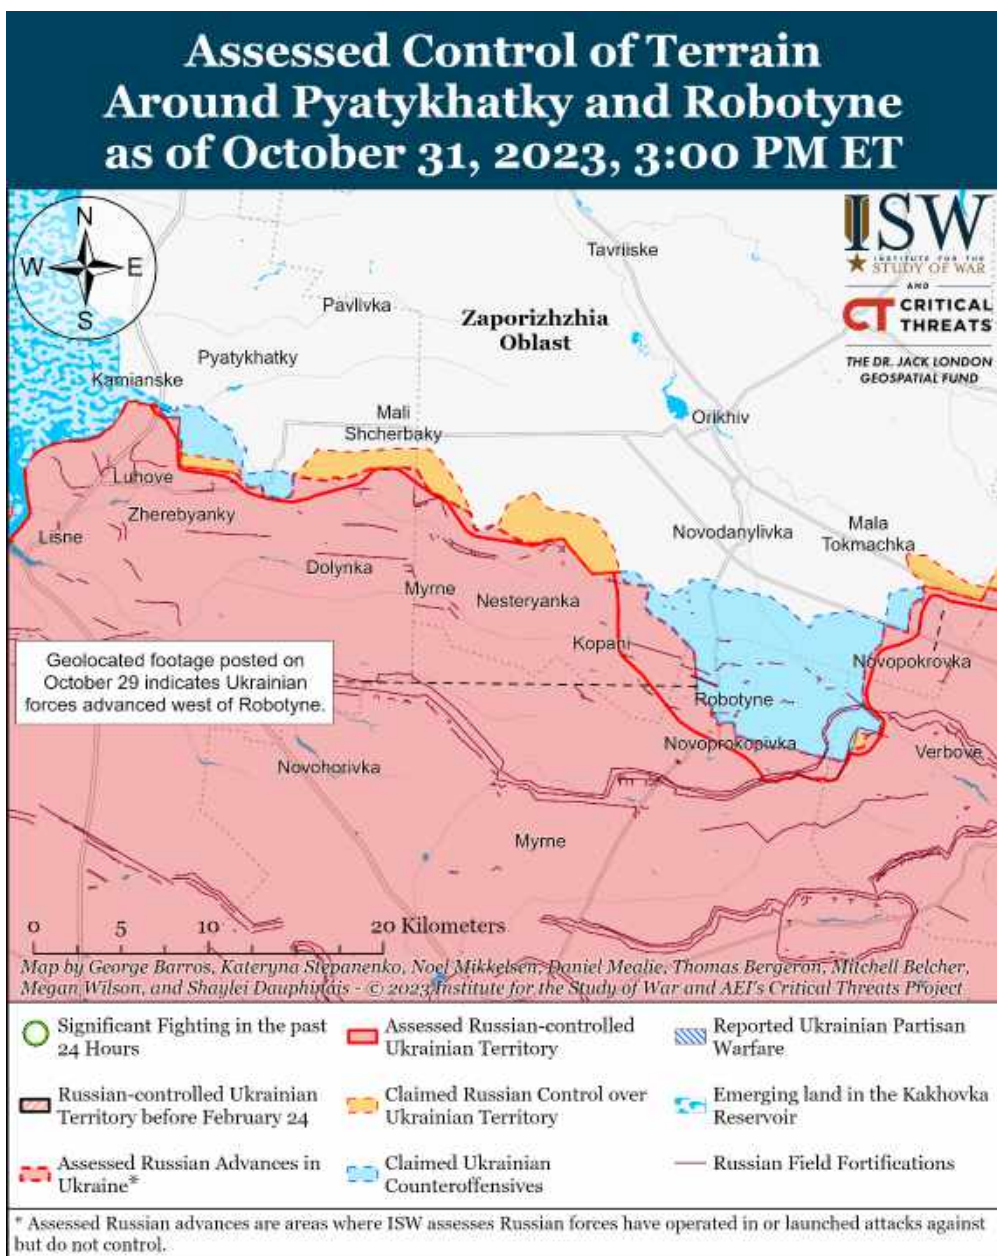 Assessed Control of Terrain
Around Pyatykhatky and Robotyne
as of October 31, 2023, 3:00 PM ET
N
W
E
S
ISW
INSTITUTE FOR THE
STUDY OF WAR
AND
CT CRITICAL
THREATS
THE DR. JACK LONDON
GEOSPATIAL FUND
Tavriiske
Pavlivka
Zaporizhzhia
Oblast
Pyatykhatky
Kamianske
Mali
Shcherbaky
Orikhiv
Luhove
Zherebyanky
Lisne
Novodanylivka
Mala
Tokmachka
Dolynka
Myrne
Nesteryanka
Kopani
Geolocated footage posted on
October 29 indicates Ukrainian
forces advanced west of Robotyne.
Novopokrovka
Robotyne
Novoprokopivka
Verbove
Novohorivka
Myrne
0 5 10 20 Kilometers
Map by George Barros, Kateryna Stepanenko, Noel Mikkelsen, Daniel Mealie, Thomas Bergeron, Mitchell Belcher,
Megan Wilson, and Shaylei Dauphinais - © 2023 Institute for the Study of War and AEI's Critical Threats Project
Significant Fighting in the past
24 Hours
Assessed Russian-controlled
Ukrainian Territory
Reported Ukrainian Partisan
Warfare
Russian-controlled Ukrainian
Territory before February 24
Claimed Russian Control over
Ukrainian Territory
Emerging land in the Kakhovka
Reservoir
Assessed Russian Advances in
Ukraine*
Claimed Ukrainian
Counteroffensives
Russian Field Fortifications
* Assessed Russian advances are areas where ISW assesses Russian forces have operated in or launched attacks against
but do not control.